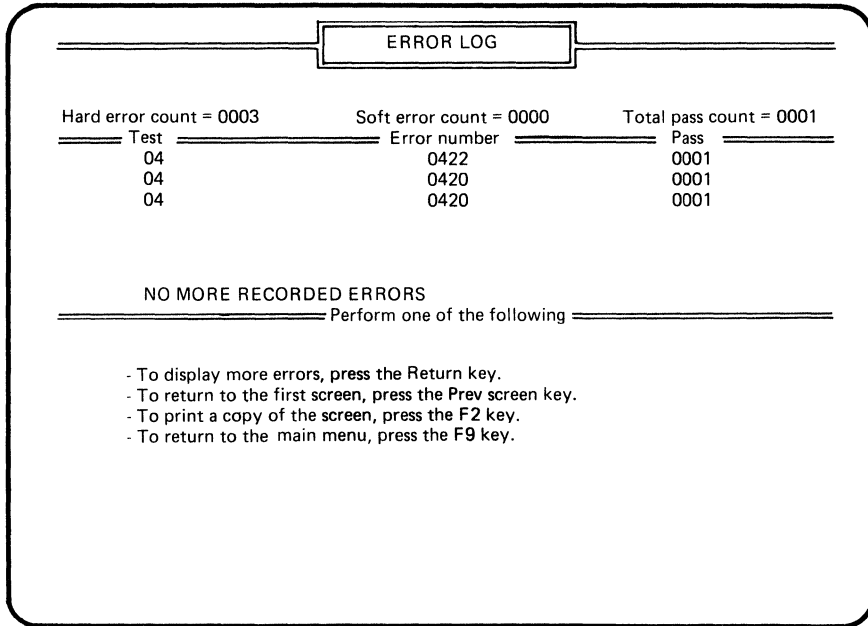 ERROR LOG
Hard error count = 0003 Soft error count = 0000 Total pass count = 0001
Test Error number Pass
04 0422 0001
04 0420 0001
04 0420 0001
NO MORE RECORDED ERRORS
Perform one of the following
- To display more errors, press the Return key.
- To return to the first screen, press the Prev screen key.
- To print a copy of the screen, press the F2 key.
- To return to the main menu, press the F9 key.